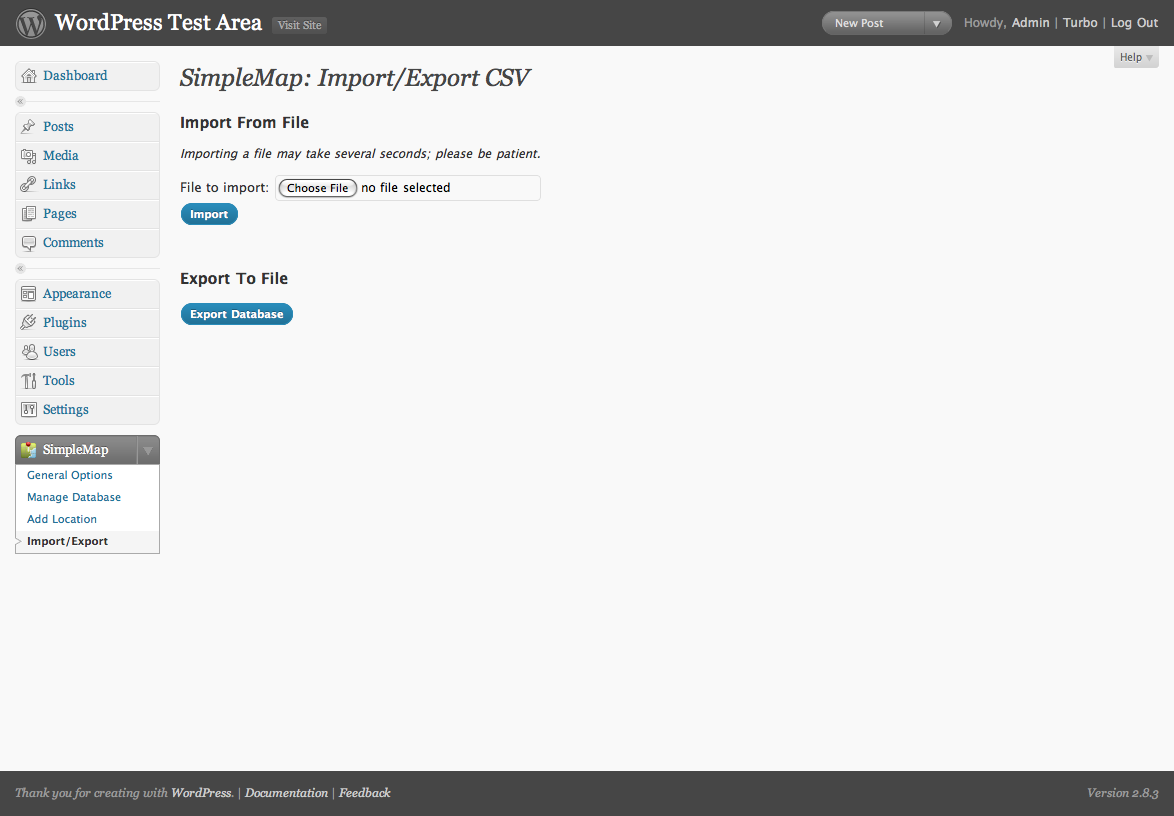 WordPress Test Area Visit Site New Post Howdy, Admin | Turbo | Log Out
Help
Dashboard
Posts
Media
Links
Pages
Comments
Appearance
Plugins
Users
Tools
Settings
SimpleMap
General Options
Manage Database
Add Location
Import/Export
SimpleMap: Import/Export CSV
Import From File
Importing a file may take several seconds; please be patient.
File to import: Choose File no file selected
Import
Export To File
Export Database
Thank you for creating with WordPress. | Documentation | Feedback
Version 2.8.3